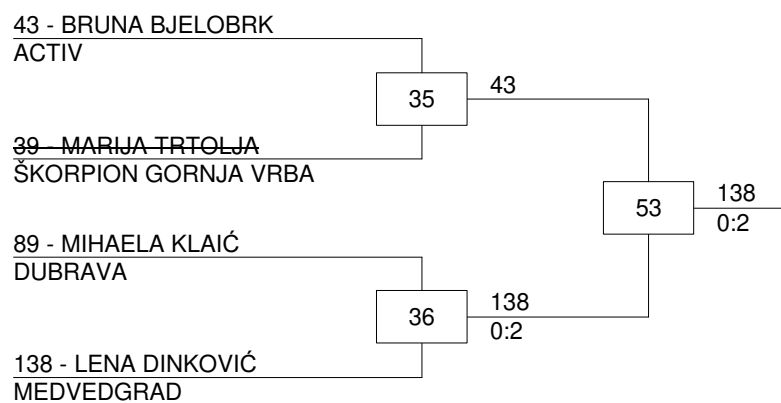 43 - BRUNA BJELOBRK
ACTIV
35
43
39 - MARIJA TRTOLJA
ŠKORPION GORNJA VRBA
53
138
0:2
89 - MIHAELA KLAIĆ
DUBRAVA
36
138
0:2
138 - LENA DINKOVIĆ
MEDVEDGRAD